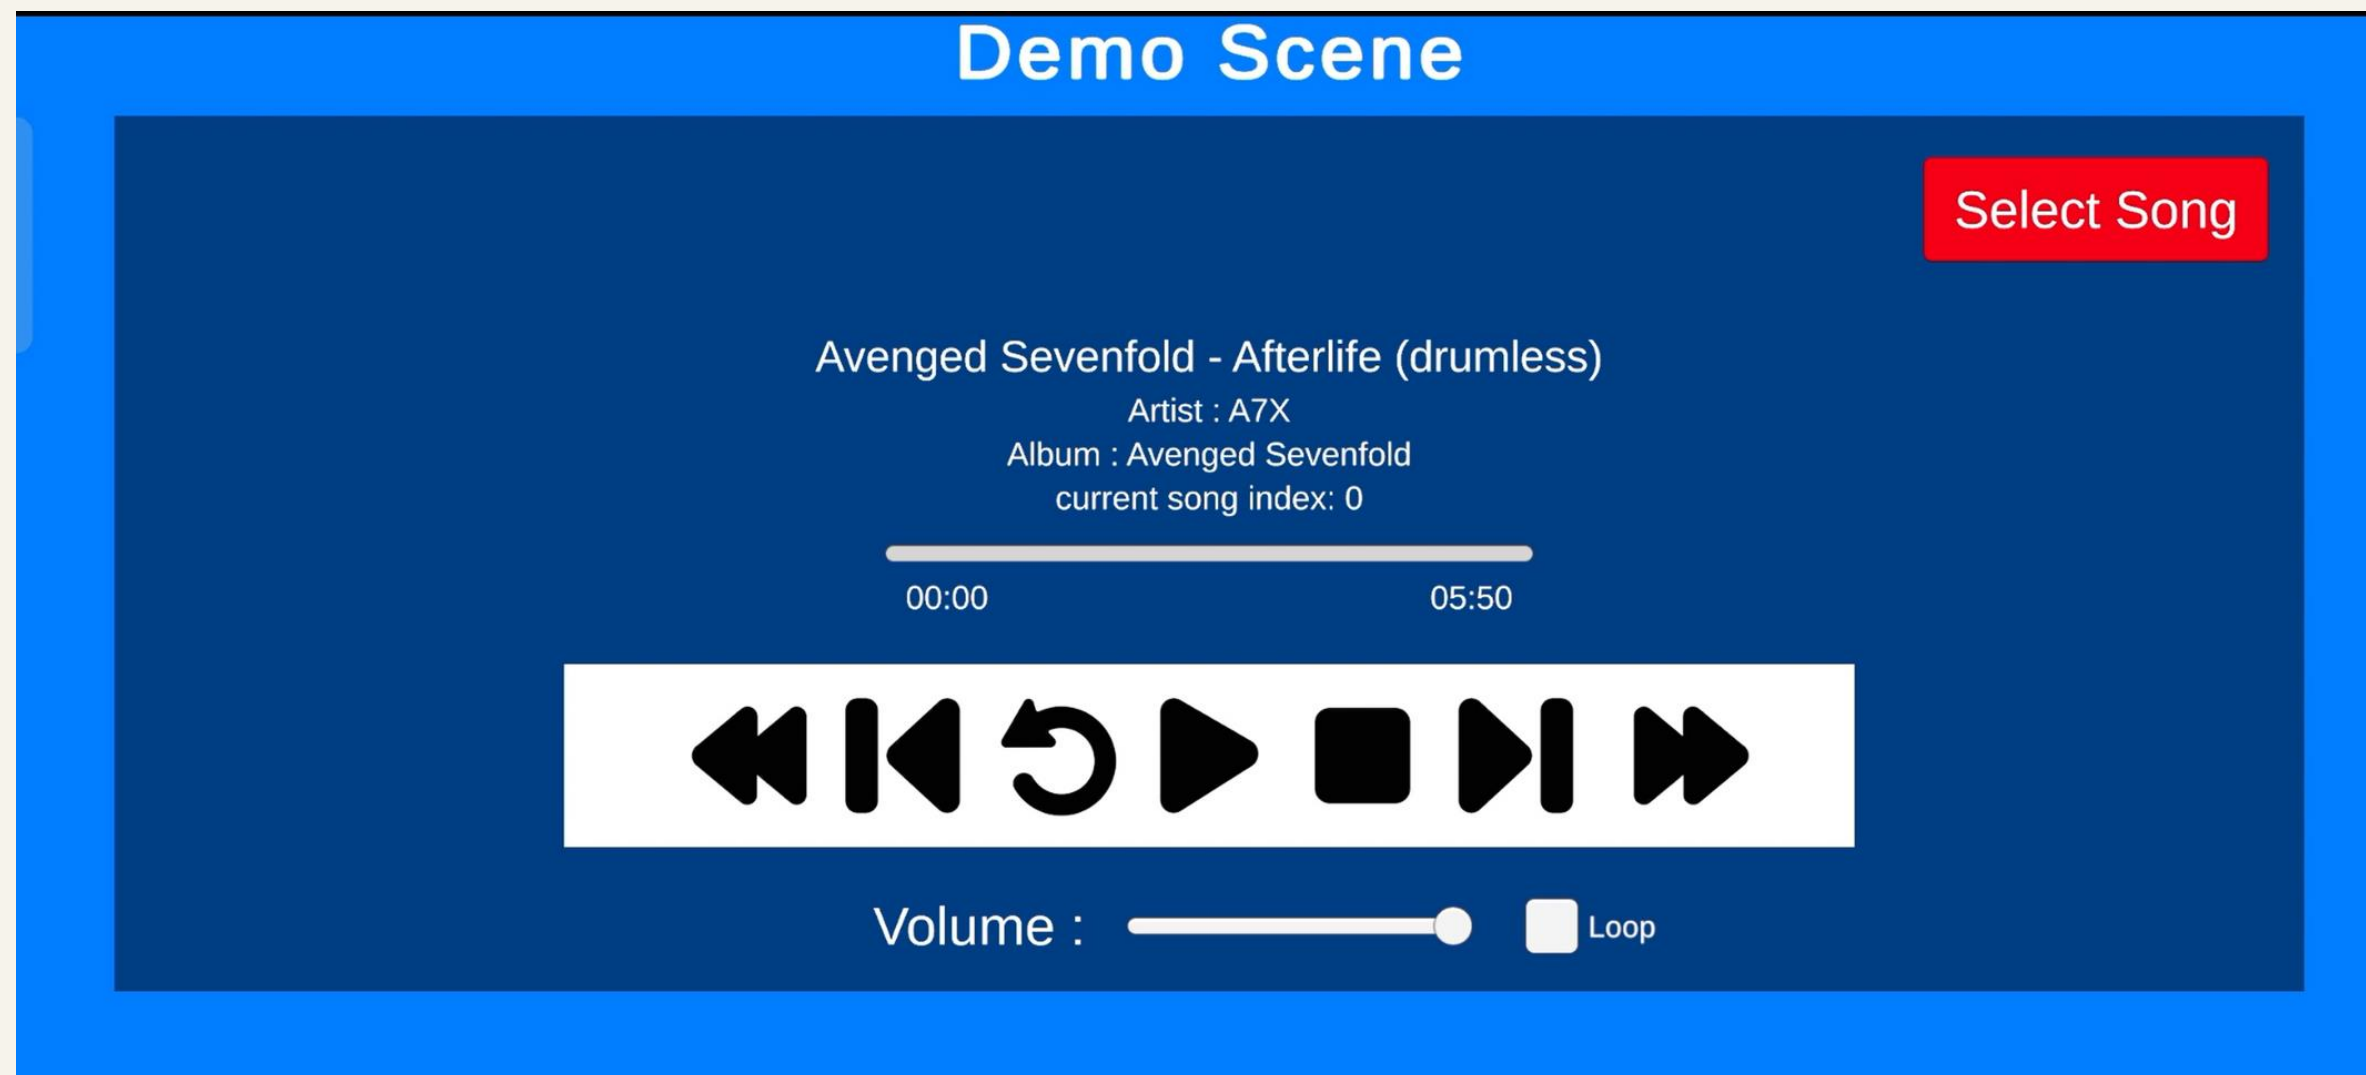 Demo Scene
Select Song
Avenged Sevenfold - Afterlife (drumless)
Artist : A7X
Album : Avenged Sevenfold
current song index: 0
00:00 05:50
Volume : Loop